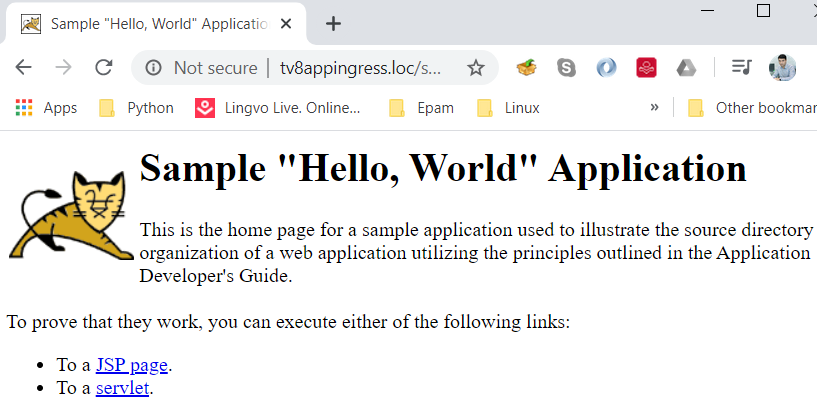 Sample "Hello, World" Applicatio
Not secure | tv8appingress.loc/s...
Apps Python Lingvo Live. Online... Epam Linux » Other bookmar
Sample "Hello, World" Application
This is the home page for a sample application used to illustrate the source directory
organization of a web application utilizing the principles outlined in the Application
Developer's Guide.
To prove that they work, you can execute either of the following links:
• To a JSP page.
• To a servlet.